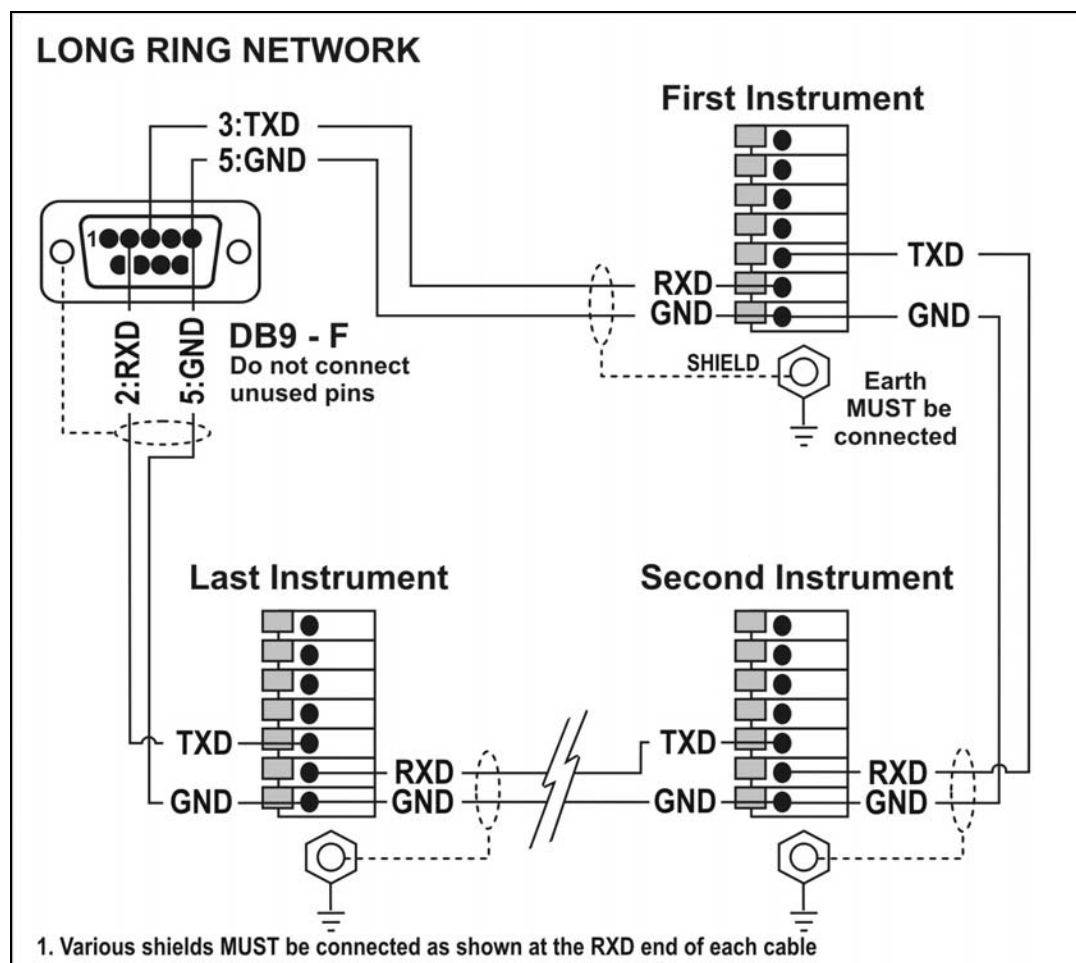 LONG RING NETWORK
First Instrument
3:TXD
5:GND
1
TXD
RXD
GND
GND
DB9 - F
Do not connect
unused pins
2:RXD
5:GND
SHIELD
Earth
MUST be
connected
Last Instrument
Second Instrument
TXD
RXD
GND
GND
TXD
RXD
GND
GND
1. Various shields MUST be connected as shown at the RXD end of each cable